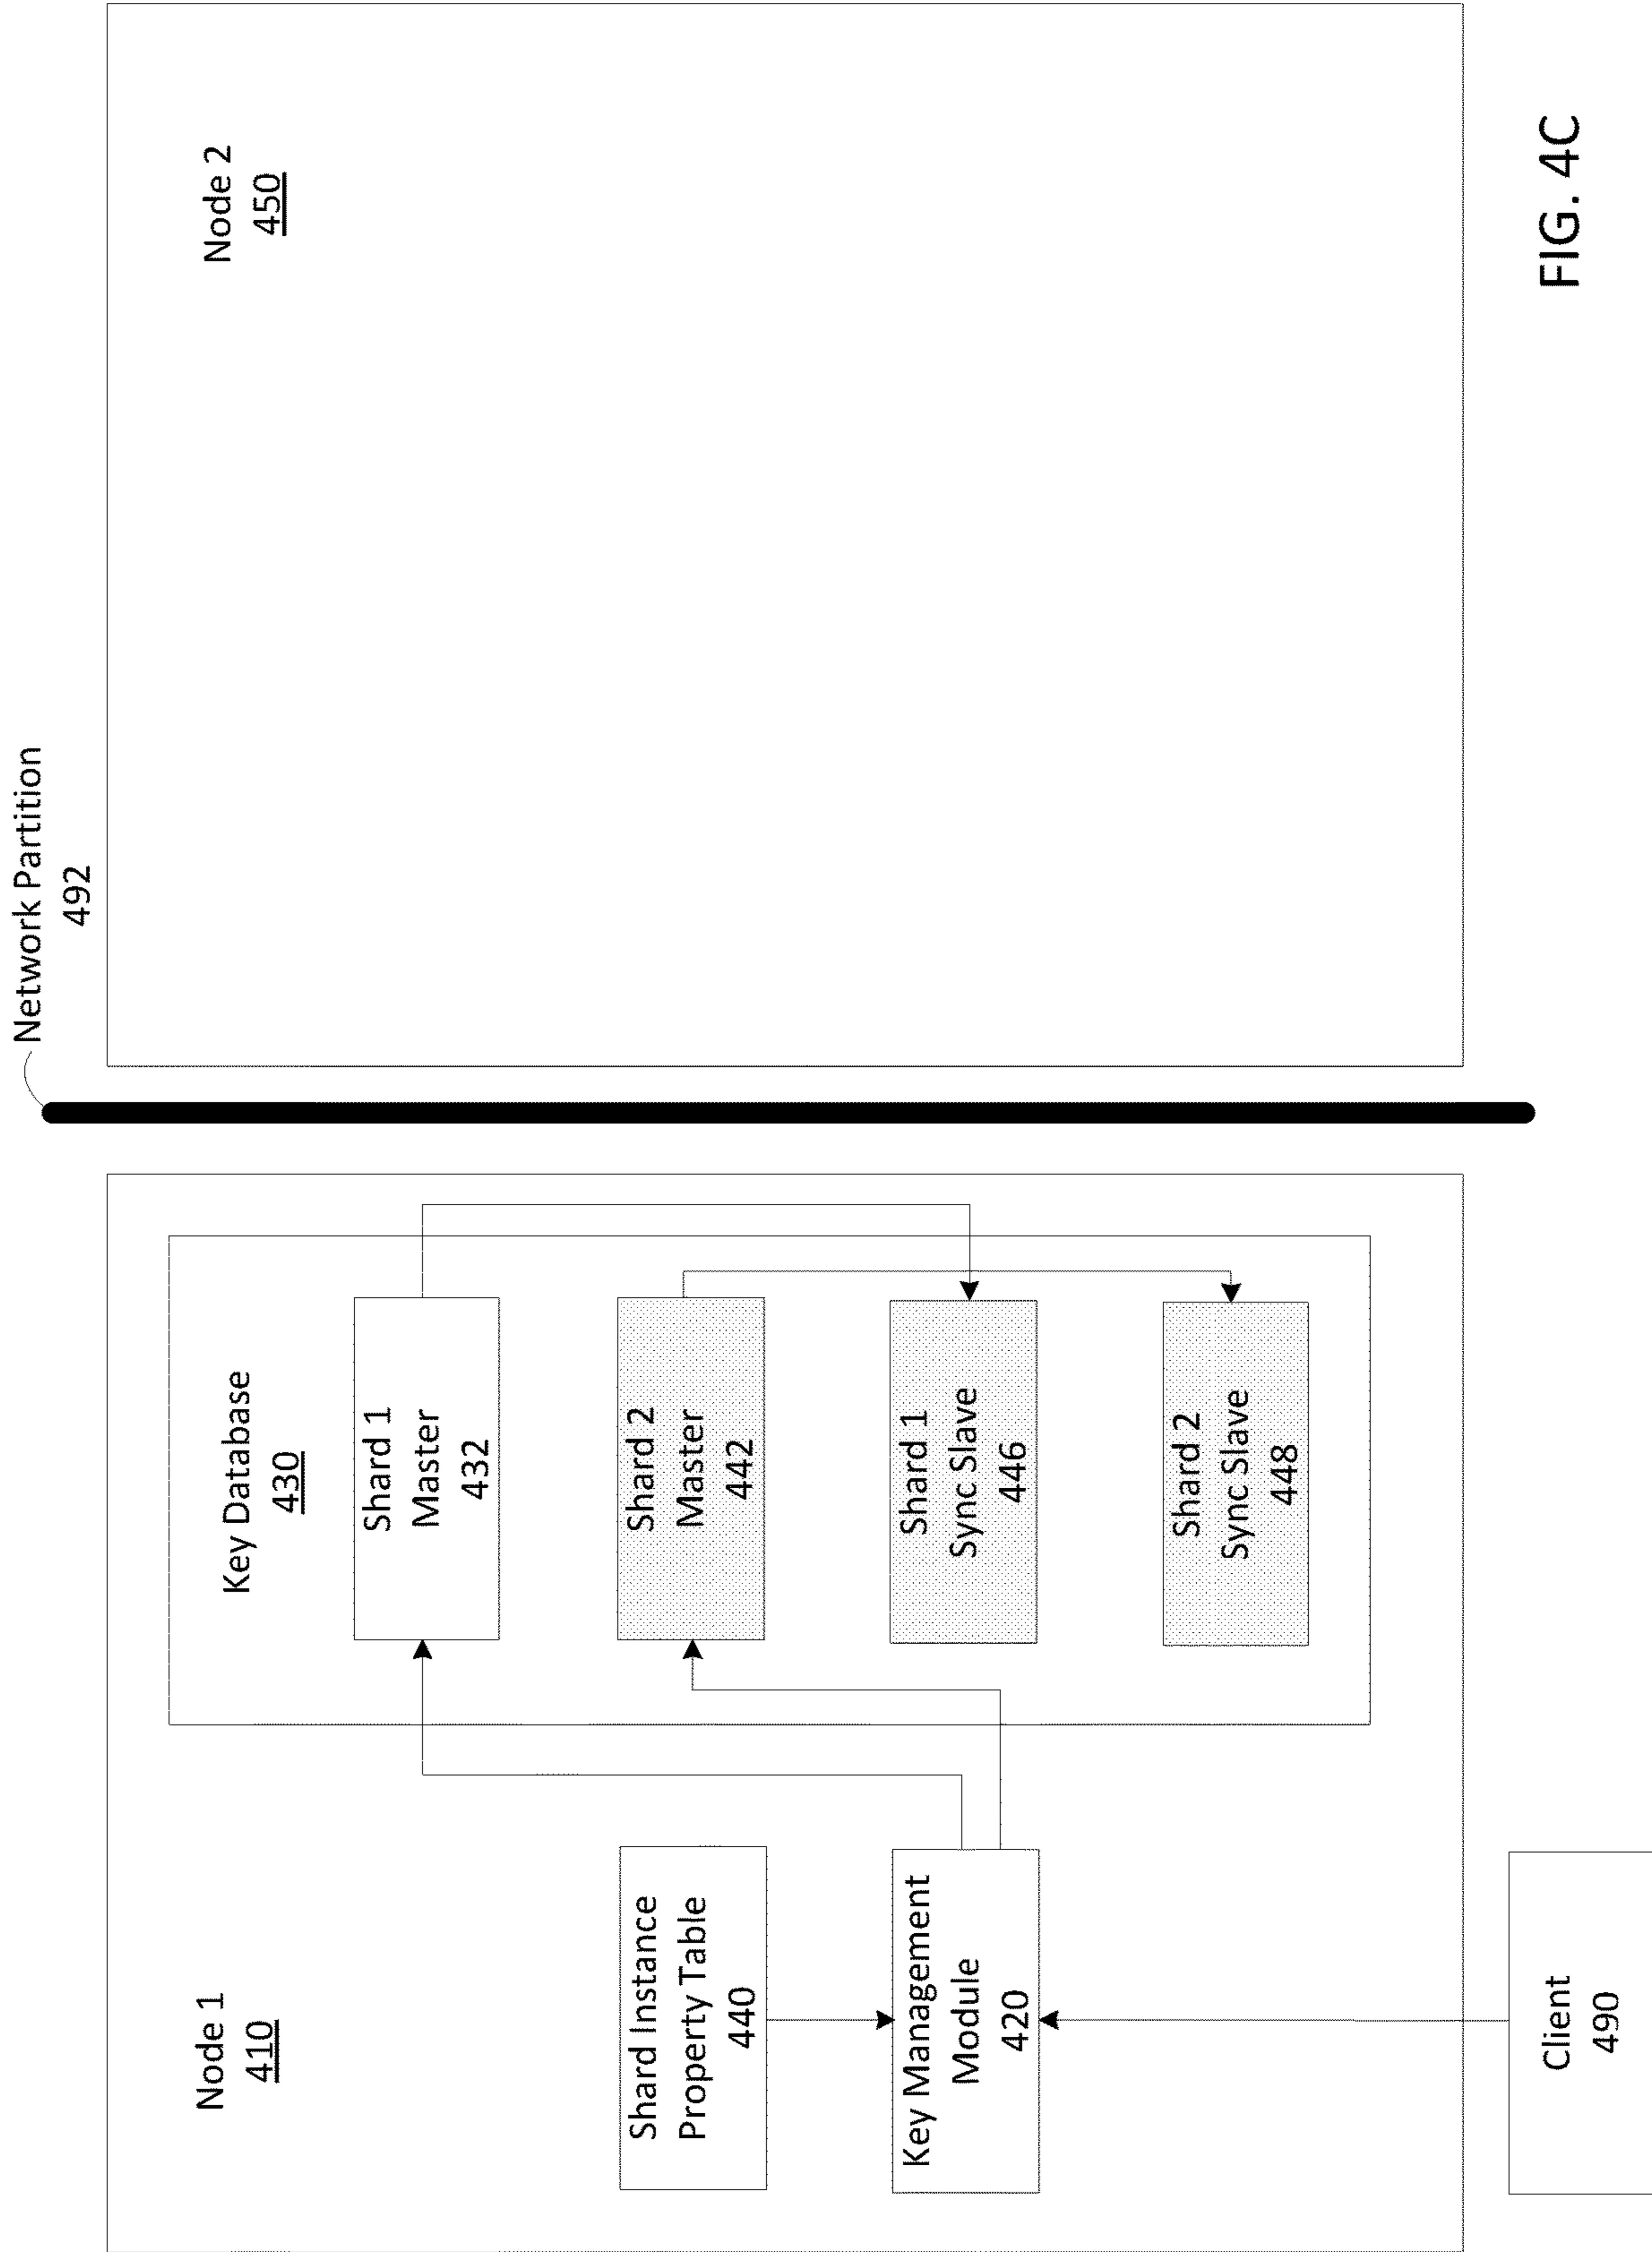 Network Partition
492
Node 1
410
Key Database
430
Shard 1
Master
432
Shard Instance
Property Table
440
Shard 2
Master
442
Key Management
Module
420
Shard 1
Sync Slave
446
Shard 2
Sync Slave
448
Client
490
Node 2
450
FIG. 4C